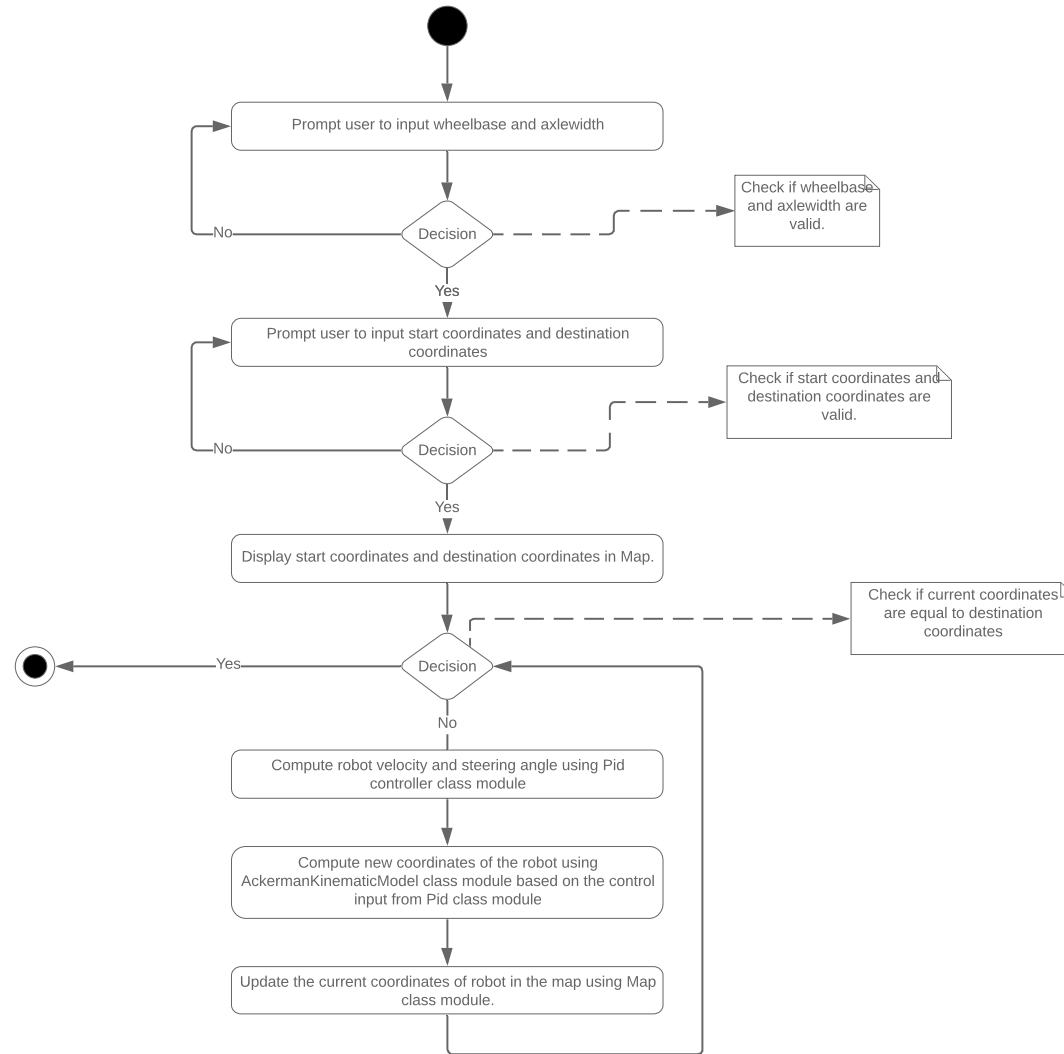 Prompt user to input wheelbase and axlewidth
Check if wheelbase
and axlewidth are
valid.
No
Decision
Yes
Prompt user to input start coordinates and destination
coordinates
Check if start coordinates and
destination coordinates are
valid.
No
Decision
Yes
Display start coordinates and destination coordinates in Map.
Check if current coordinates
are equal to destination
coordinates
Yes
Decision
No
Compute robot velocity and steering angle using Pid
controller class module
Compute new coordinates of the robot using
AckermanKinematicModel class module based on the control
input from Pid class module
Update the current coordinates of robot in the map using Map
class module.